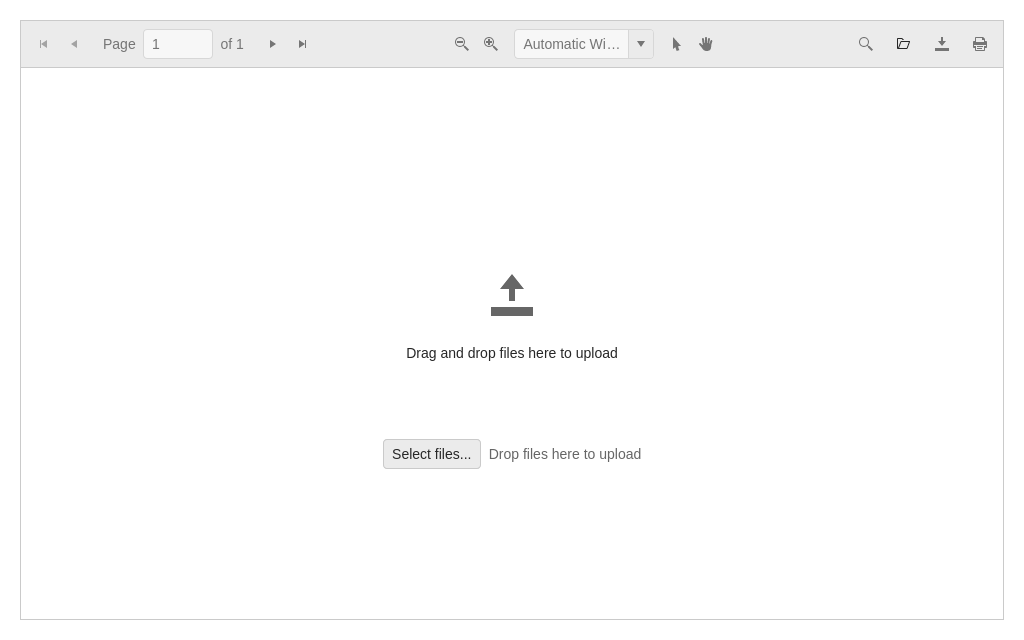 Page 1 of 1 Automatic Wi...
Drag and drop files here to upload
Select files... Drop files here to upload